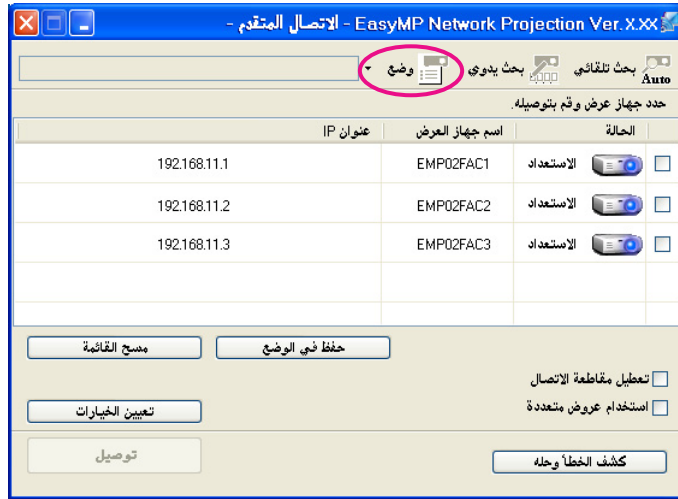 EasyMP Network Projection Ver.X.XX - الاتصال المتقدم -
Auto بحث تلقائي بحث يدوي وضع
حدد جهاز عرض وقم بتوصيله.
الحالة اسم جهاز العرض عنوان IP
الاستعداد EMP02FAC1 192.168.11.1
الاستعداد EMP02FAC2 192.168.11.2
الاستعداد EMP02FAC3 192.168.11.3
حفظ في الوضع مسح القائمة
تعطيل مقاطعة الاتصال
استخدام عروض متعددة تعيين الخيارات
كشف الخطأ وحله توصيل